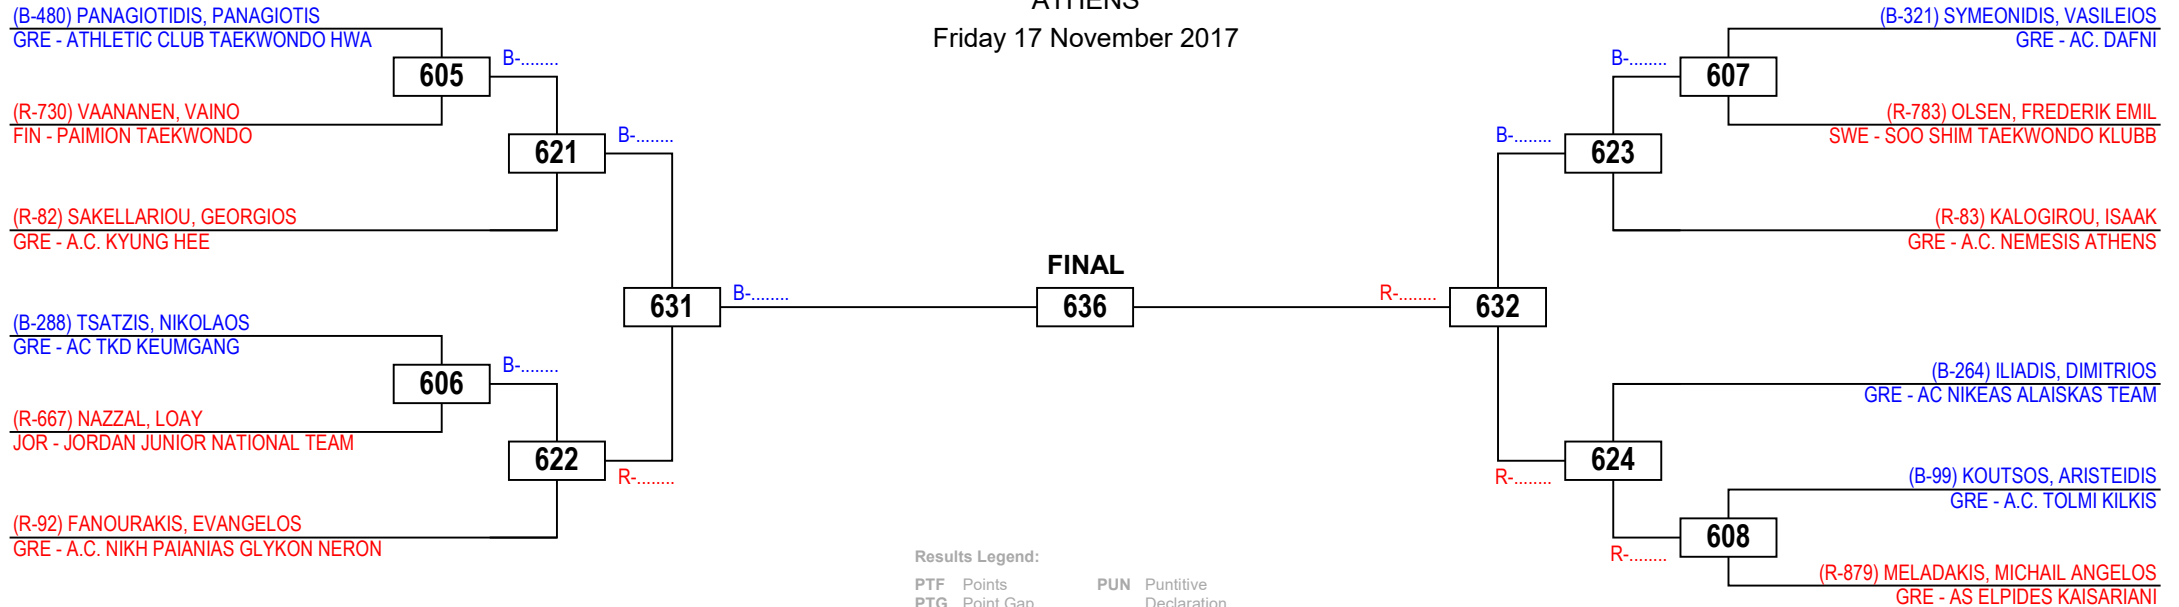 ATHENS
Friday 17 November 2017
(B-480) PANAGIOTIDIS, PANAGIOTIS
GRE - ATHLETIC CLUB TAEKWONDO HWA
605
B-........
(R-730) VAANANEN, VAINO
FIN - PAIMION TAEKWONDO
621
B-........
(R-82) SAKELLARIOU, GEORGIOS
GRE - A.C. KYUNG HEE
631
B-........
(B-288) TSATZIS, NIKOLAOS
GRE - AC TKD KEUMGANG
606
B-........
(R-667) NAZZAL, LOAY
JOR - JORDAN JUNIOR NATIONAL TEAM
622
R-........
(R-92) FANOURAKIS, EVANGELOS
GRE - A.C. NIKH PAIANIAS GLYKON NERON
FINAL
636
(B-321) SYMEONIDIS, VASILEIOS
GRE - AC. DAFNI
B-........
607
(R-783) OLSEN, FREDERIK EMIL
SWE - SOO SHIM TAEKWONDO KLUBB
B-........
623
(R-83) KALOGIROU, ISAAK
GRE - A.C. NEMESIS ATHENS
R-........
632
(B-264) ILIADIS, DIMITRIOS
GRE - AC NIKEAS ALAISKAS TEAM
R-........
624
(B-99) KOUTSOS, ARISTEIDIS
GRE - A.C. TOLMI KILKIS
R-........
608
(R-879) MELADAKIS, MICHAIL ANGELOS
GRE - AS ELPIDES KAISARIANI
Results Legend:
PTF Points PUN Puntitive
PTG Point Gap Declaration